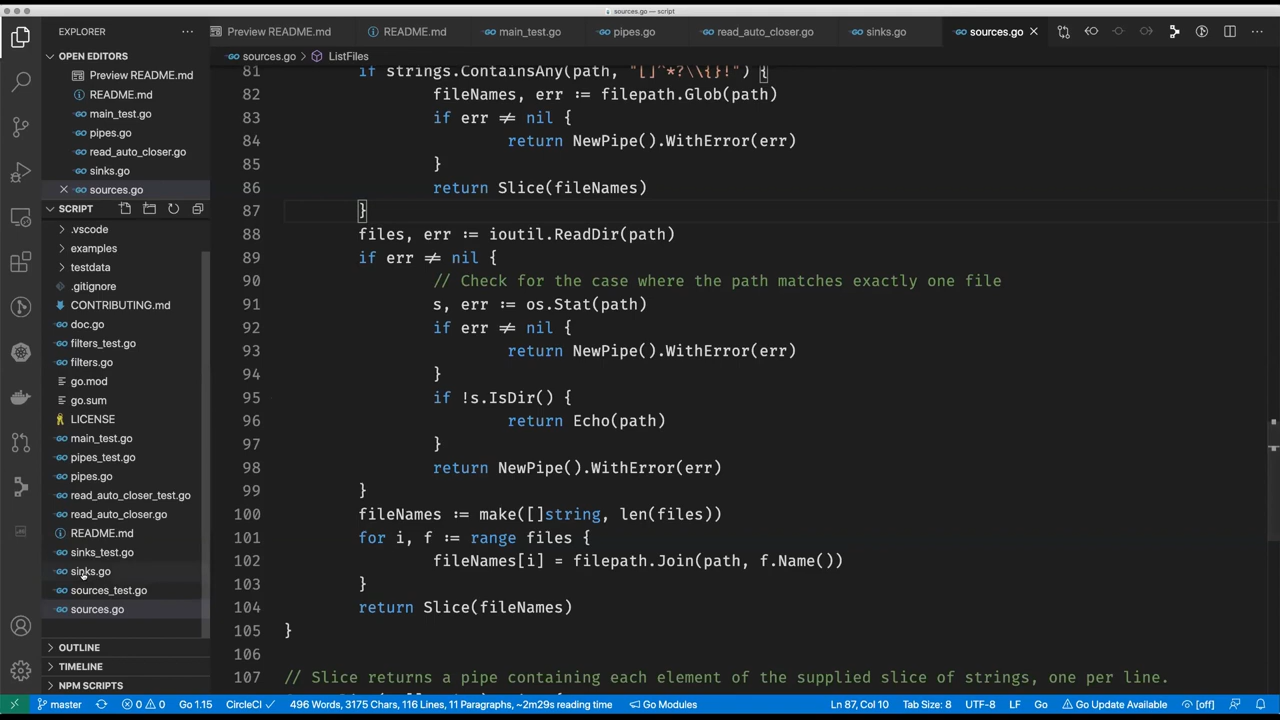 sources.go — script
EXPLORER
Preview README.md
README.md
main_test.go
pipes.go
read_auto_closer.go
sinks.go
sources.go
OPEN EDITORS
Preview README.md
README.md
main_test.go
pipes.go
read_auto_closer.go
sinks.go
sources.go
SCRIPT
.vscode
examples
testdata
.gitignore
CONTRIBUTING.md
doc.go
filters_test.go
filters.go
go.mod
go.sum
LICENSE
main_test.go
pipes_test.go
pipes.go
read_auto_closer_test.go
read_auto_closer.go
README.md
sinks_test.go
sinks.go
sources_test.go
sources.go
OUTLINE
TIMELINE
NPM SCRIPTS
sources.go > ListFiles
81 if strings.ContainsAny(path, "[]^*?\\{}!") {
82 fileNames, err := filepath.Glob(path)
83 if err ≠ nil {
84 return NewPipe().WithError(err)
85 }
86 return Slice(fileNames)
87 }
88 files, err := ioutil.ReadDir(path)
89 if err ≠ nil {
90 // Check for the case where the path matches exactly one file
91 s, err := os.Stat(path)
92 if err ≠ nil {
93 return NewPipe().WithError(err)
94 }
95 if !s.IsDir() {
96 return Echo(path)
97 }
98 return NewPipe().WithError(err)
99 }
100 fileNames := make([]string, len(files))
101 for i, f := range files {
102 fileNames[i] = filepath.Join(path, f.Name())
103 }
104 return Slice(fileNames)
105 }
106
107 // Slice returns a pipe containing each element of the supplied slice of strings, one per line.
master 0 0 Go 1.15 CircleCI 496 Words, 3175 Chars, 116 Lines, 11 Paragraphs, ~2m29s reading time Go Modules Ln 87, Col 10 Tab Size: 8 UTF-8 LF Go Go Update Available [off]